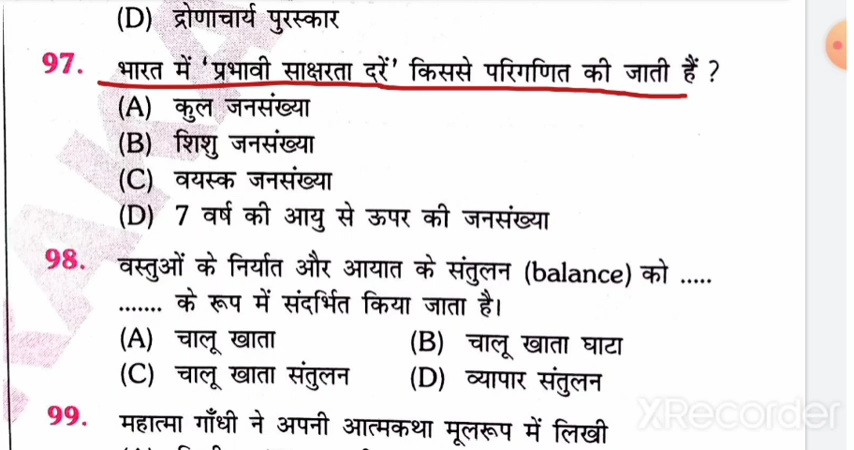 (D) द्रोणाचार्य पुरस्कार
97. भारत में 'प्रभावी साक्षरता दरें' किससे परिगणित की जाती हैं ?
(A) कुल जनसंख्या
(B) शिशु जनसंख्या
(C) वयस्क जनसंख्या
(D) 7 वर्ष की आयु से ऊपर की जनसंख्या
98. वस्तुओं के निर्यात और आयात के संतुलन (balance) को .....
....... के रूप में संदर्भित किया जाता है।
(A) चालू खाता (B) चालू खाता घाटा
(C) चालू खाता संतुलन (D) व्यापार संतुलन
99. महात्मा गाँधी ने अपनी आत्मकथा मूलरूप में लिखी
XRecorder